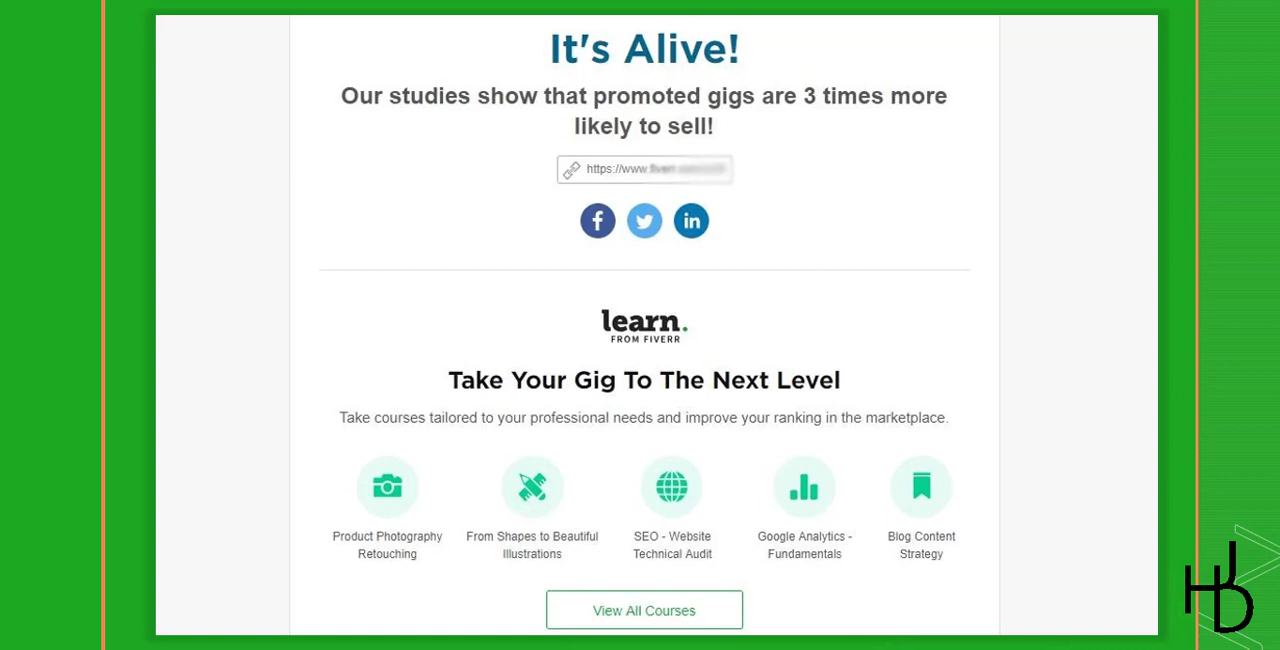 It's Alive!
Our studies show that promoted gigs are 3 times more
likely to sell!
https://www.
learn.
FROM FIVERR
Take Your Gig To The Next Level
Take courses tailored to your professional needs and improve your ranking in the marketplace.
Product Photography
Retouching
From Shapes to Beautiful
Illustrations
SEO - Website
Technical Audit
Google Analytics -
Fundamentals
Blog Content
Strategy
View All Courses